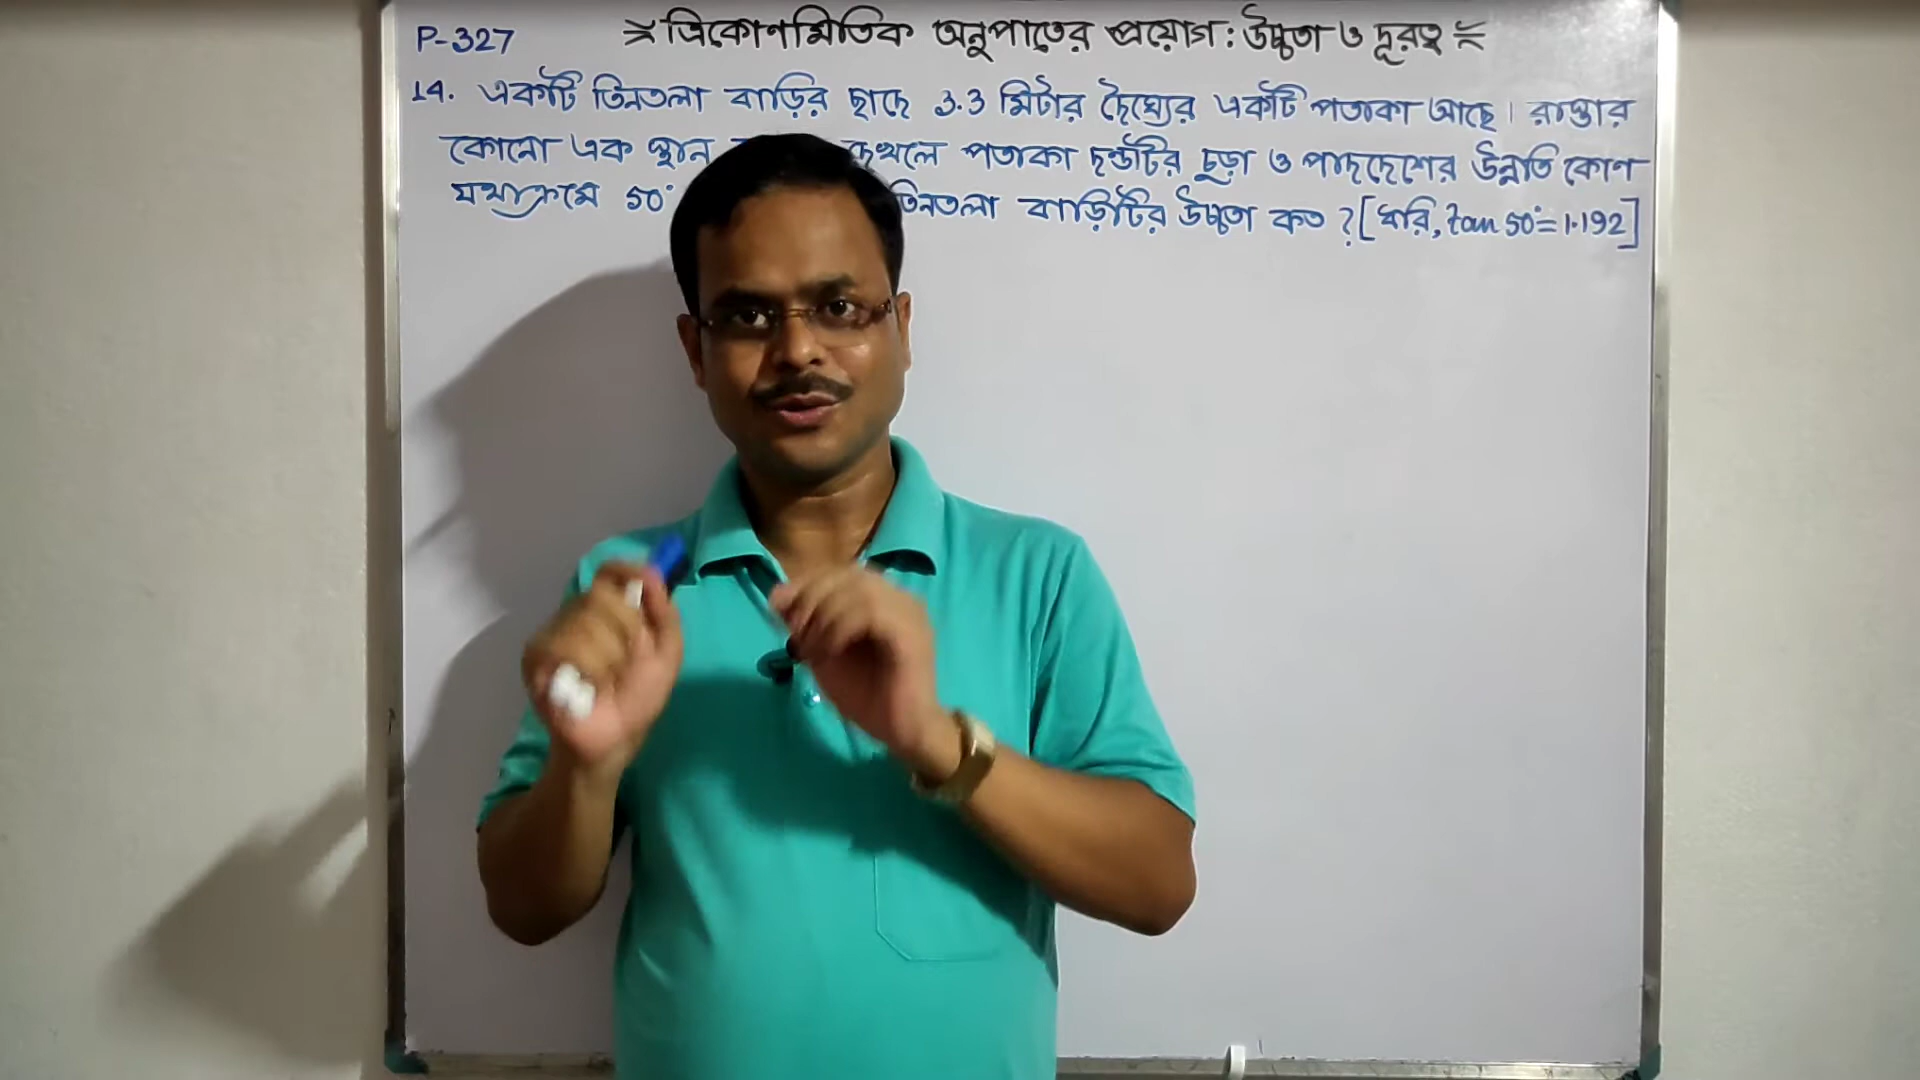 P-327 ত্রিকোণমিতিক অনুপাতের প্রয়োগ: উচ্চতা ও দূরত্ব
14. একটি তিনতলা বাড়ির ছাদে 3.3 মিটার দৈর্ঘ্যের একটি পতাকা আছে। রাস্তার
কোনো এক স্থান দেখলে পতাকা দন্ডটির চুড়া ও পাদদেশের উন্নতি কোণ
যথাক্রমে 50° তিনতলা বাড়ীটির উচ্চতা কত? [ধরি, tan 50° = 1.192]